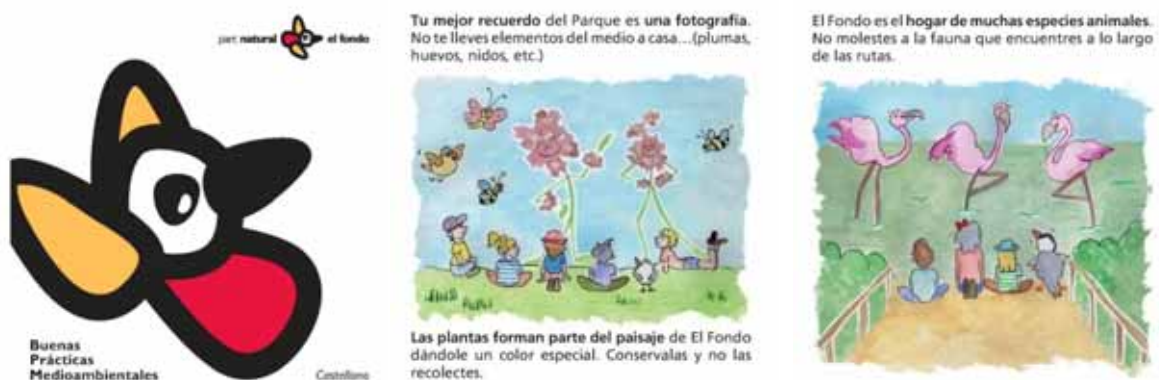 parc natural el fondo
Buenas
Prácticas
Medioambientales
Castellano
Tu mejor recuerdo del Parque es una fotografía.
No te lleves elementos del medio a casa...(plumas,
huevos, nidos, etc.)
Las plantas forman parte del paisaje de El Fondo
dándole un color especial. Conservalas y no las
recolectes.
El Fondo es el hogar de muchas especies animales.
No molestes a la fauna que encuentres a lo largo
de las rutas.